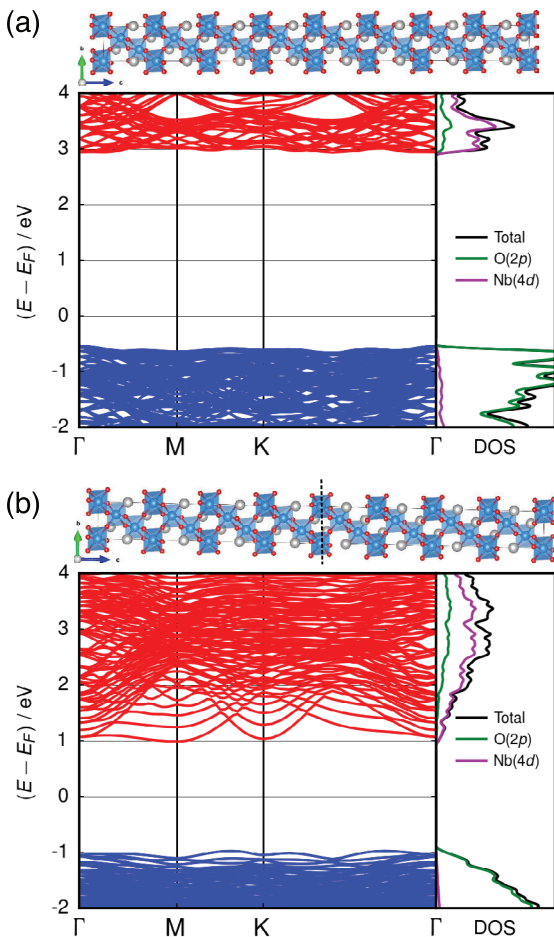 (a)
b
c
4
3
2
1
0
-1
-2
(E − E_F) / eV
Γ
M
K
Γ
DOS
Total
O(2p)
Nb(4d)
(b)
b
c
4
3
2
1
0
-1
-2
(E − E_F) / eV
Γ
M
K
Γ
DOS
Total
O(2p)
Nb(4d)